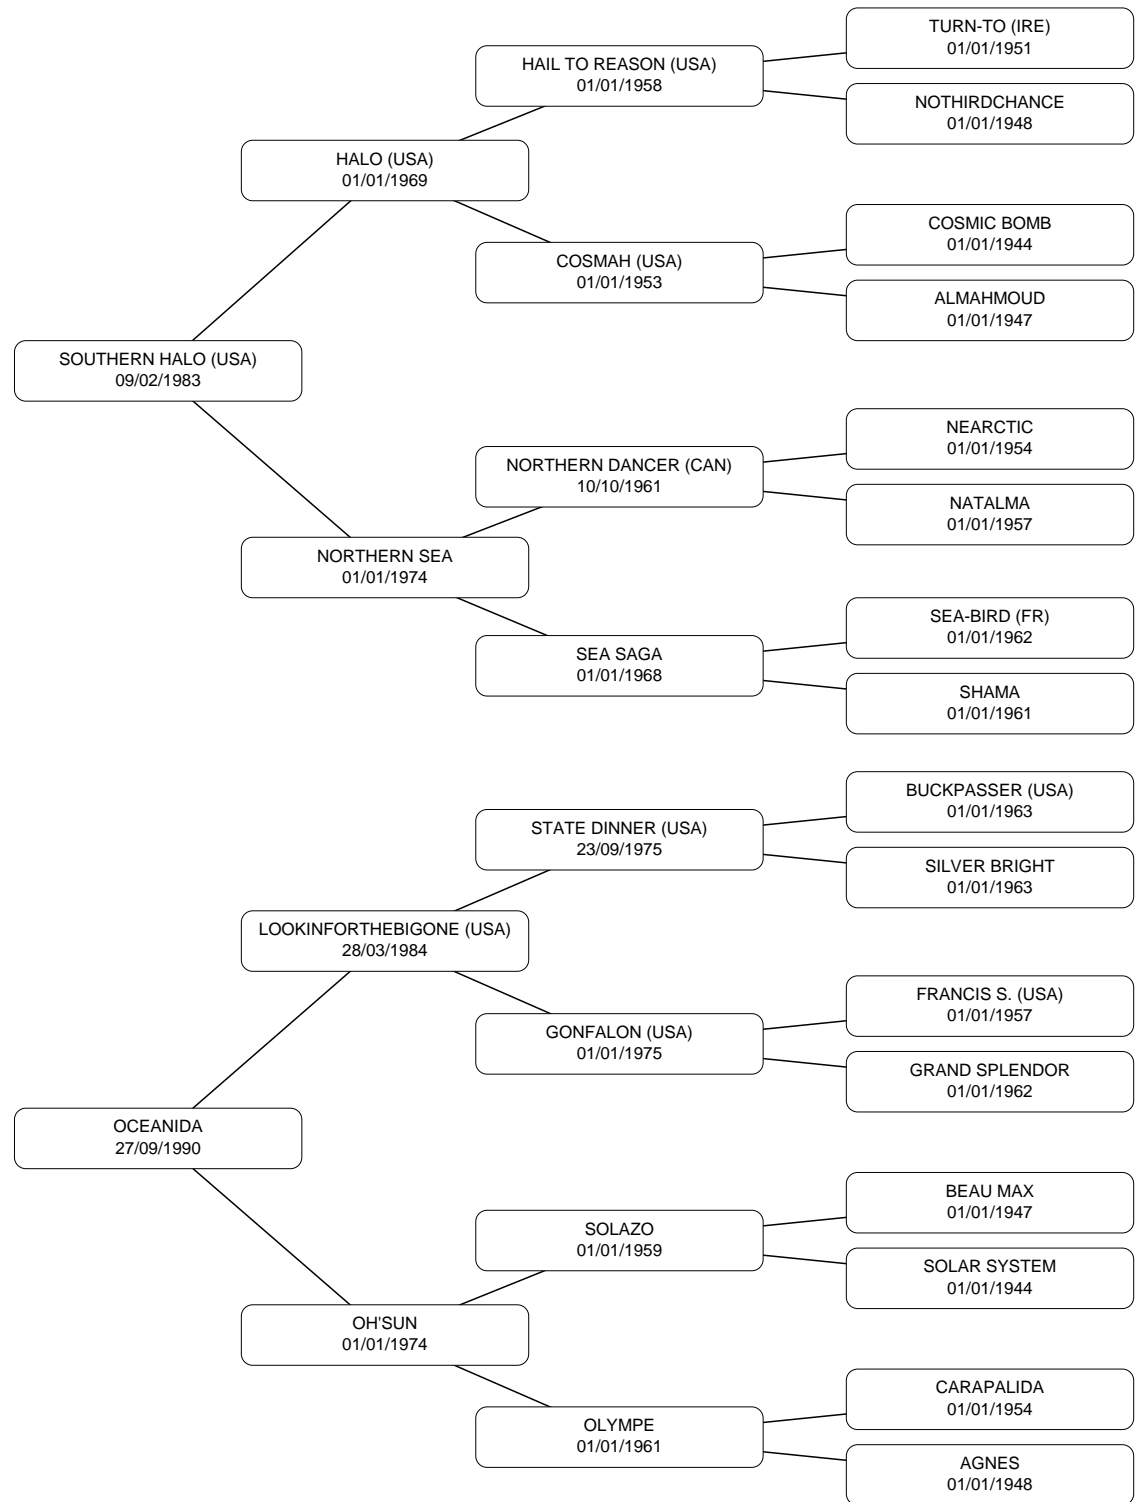 TURN-TO (IRE)
01/01/1951
HAIL TO REASON (USA)
01/01/1958
NOTHIRDCHANCE
01/01/1948
HALO (USA)
01/01/1969
COSMIC BOMB
01/01/1944
COSMAH (USA)
01/01/1953
ALMAHMOUD
01/01/1947
SOUTHERN HALO (USA)
09/02/1983
NEARCTIC
01/01/1954
NORTHERN DANCER (CAN)
10/10/1961
NATALMA
01/01/1957
NORTHERN SEA
01/01/1974
SEA-BIRD (FR)
01/01/1962
SEA SAGA
01/01/1968
SHAMA
01/01/1961
BUCKPASSER (USA)
01/01/1963
STATE DINNER (USA)
23/09/1975
SILVER BRIGHT
01/01/1963
LOOKINFORTHEBIGONE (USA)
28/03/1984
FRANCIS S. (USA)
01/01/1957
GONFALON (USA)
01/01/1975
GRAND SPLENDOR
01/01/1962
OCEANIDA
27/09/1990
BEAU MAX
01/01/1947
SOLAZO
01/01/1959
SOLAR SYSTEM
01/01/1944
OH'SUN
01/01/1974
CARAPALIDA
01/01/1954
OLYMPE
01/01/1961
AGNES
01/01/1948